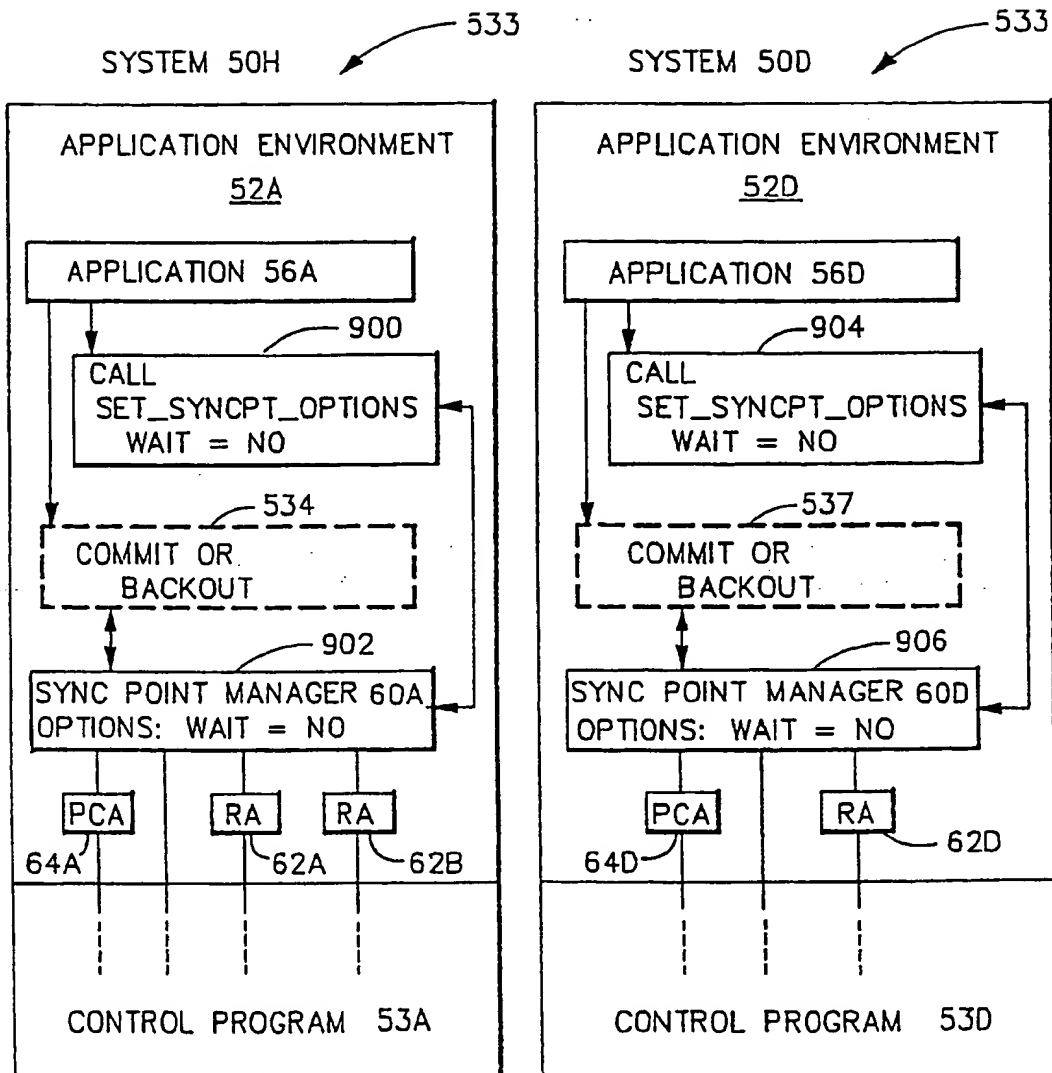 533
SYSTEM 50H
APPLICATION ENVIRONMENT
52A
APPLICATION 56A
900
CALL
SET_SYNCPT_OPTIONS
WAIT = NO
534
COMMIT OR
BACKOUT
902
SYNC POINT MANAGER 60A
OPTIONS: WAIT = NO
PCA
RA
RA
64A
62A
62B
CONTROL PROGRAM 53A
533
SYSTEM 50D
APPLICATION ENVIRONMENT
52D
APPLICATION 56D
904
CALL
SET_SYNCPT_OPTIONS
WAIT = NO
537
COMMIT OR
BACKOUT
906
SYNC POINT MANAGER 60D
OPTIONS: WAIT = NO
PCA
RA
64D
62D
CONTROL PROGRAM 53D